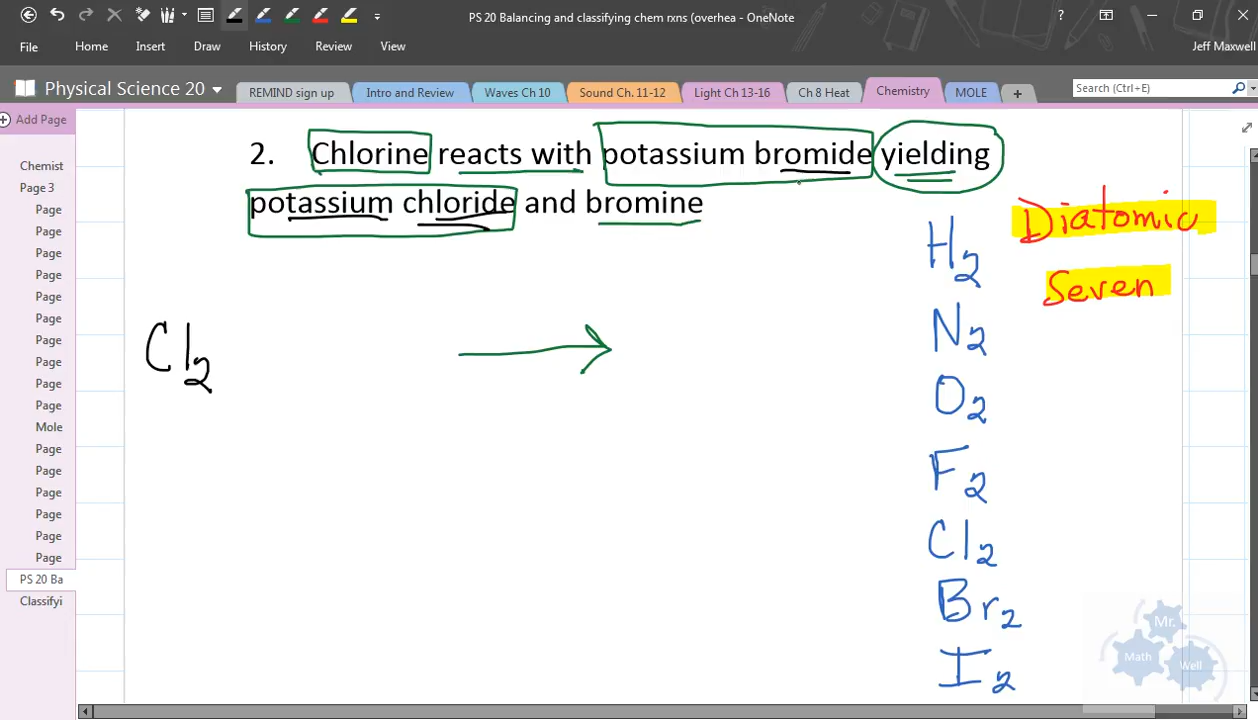 PS 20 Balancing and classifying chem rxns (overhea - OneNote
?
File
Home
Insert
Draw
History
Review
View
Jeff Maxwell
Physical Science 20
REMIND sign up
Intro and Review
Waves Ch 10
Sound Ch. 11-12
Light Ch 13-16
Ch 8 Heat
Chemistry
MOLE
+
Search (Ctrl+E)
Add Page
Chemist
Page 3
Page
Page
Page
Page
Page
Page
Page
Page
Page
Page
Mole
Page
Page
Page
Page
Page
Page
PS 20 Ba
Classifyi
2. Chlorine reacts with potassium bromide yielding
potassium chloride and bromine
Diatomic
Seven
H2
N2
O2
F2
Cl2
Br2
I2
Cl2
Mr.
Math
Well